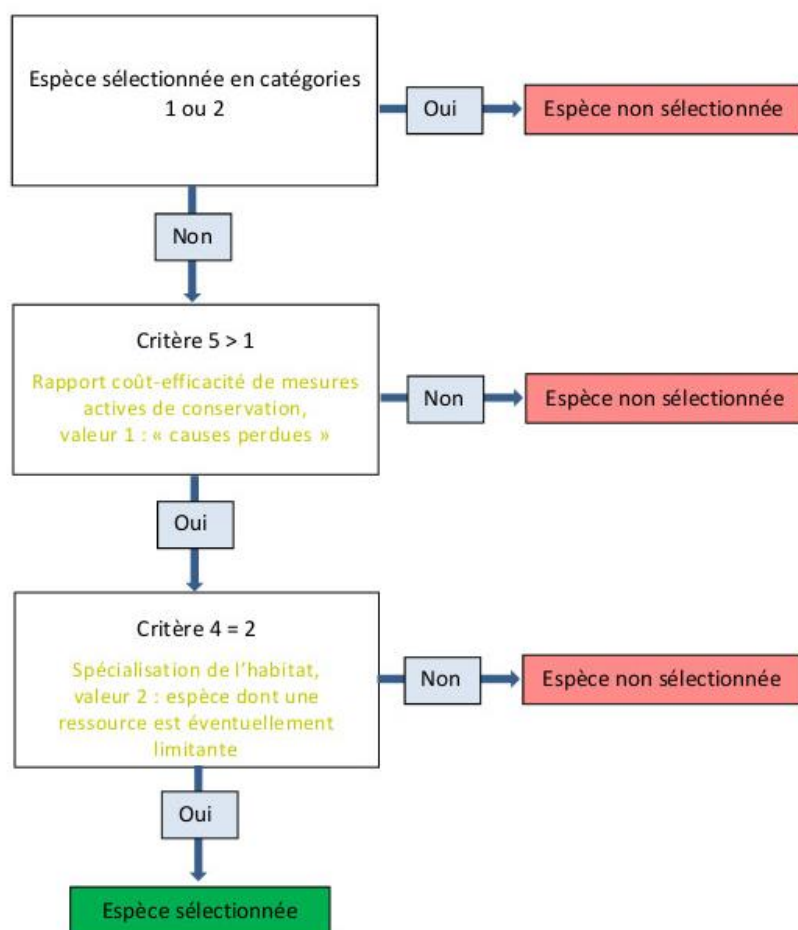 Espèce sélectionnée en catégories
1 ou 2
Oui
Espèce non sélectionnée
Non
Critère 5 > 1
Rapport coût-efficacité de mesures
actives de conservation,
valeur 1 : « causes perdues »
Non
Espèce non sélectionnée
Oui
Critère 4 = 2
Spécialisation de l’habitat,
valeur 2 : espèce dont une
ressource est éventuellement
limitante
Non
Espèce non sélectionnée
Oui
Espèce sélectionnée